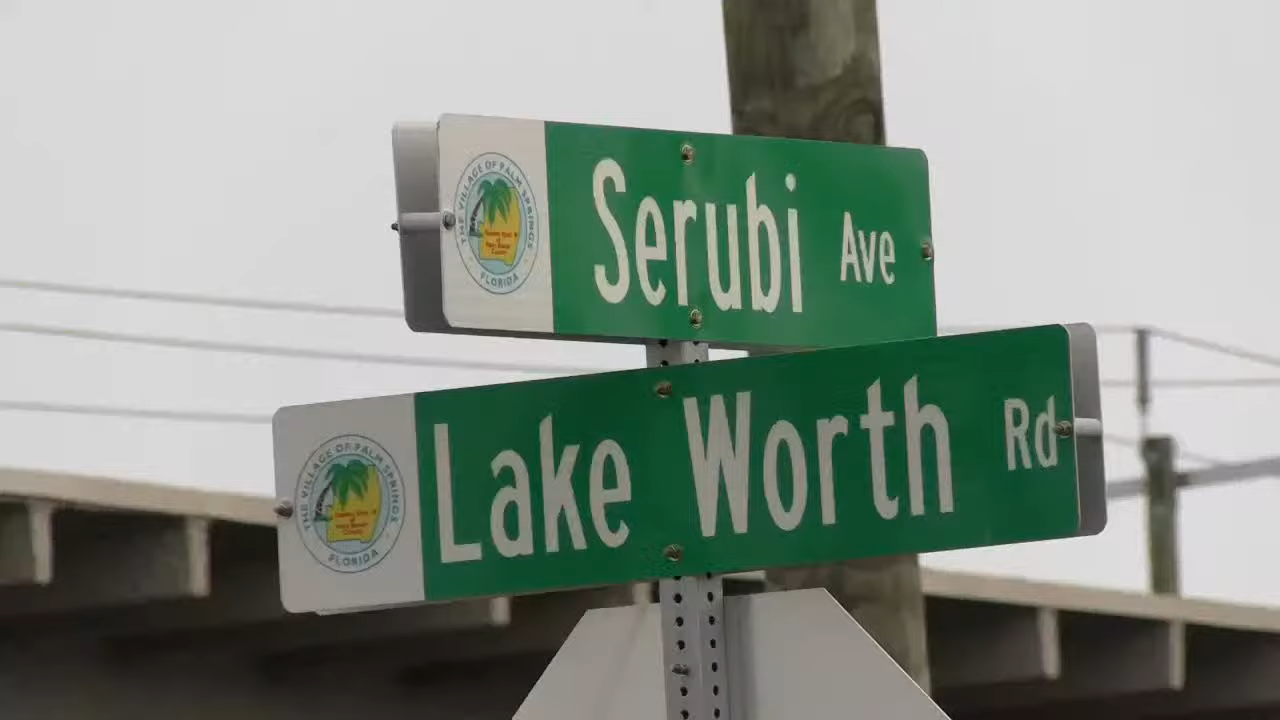 THE VILLAGE OF PALM SPRINGS
FLORIDA
Serubi Ave
THE VILLAGE OF PALM SPRINGS
FLORIDA
Lake Worth Rd